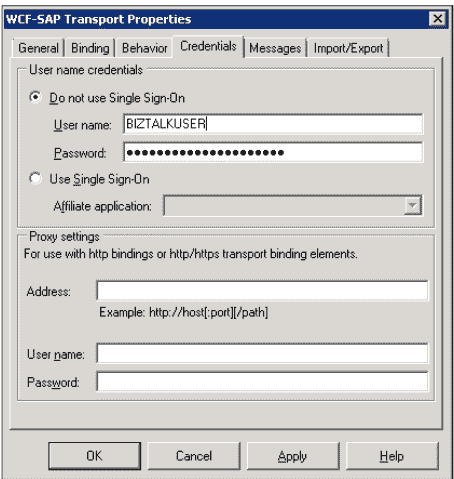 WCF-SAP Transport Properties
General Binding Behavior Credentials Messages Import/Export
User name credentials
Do not use Single Sign-On
User name: BIZTALKUSER
Password: ●●●●●●●●●●●●●●●●●●●●●
Use Single Sign-On
Affiliate application:
Proxy settings
For use with http bindings or http/https transport binding elements.
Address:
Example: http://host[:port][/path]
User name:
Password:
OK Cancel Apply Help